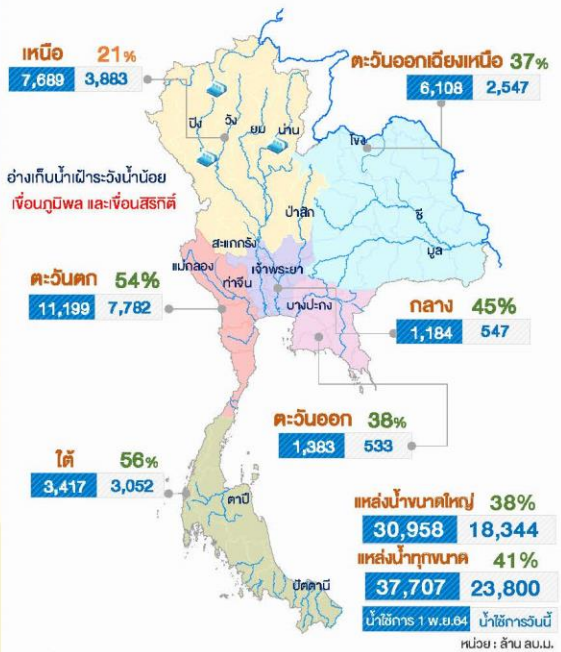 เหนือ 21%
7,689 3,883
ตะวันออกเฉียงเหนือ 37%
6,108 2,547
ปิง
วัง
ยม
น่าน
โขง
อ่างเก็บน้ำเฝ้าระวังน้ำน้อย
เขื่อนภูมิพล และเขื่อนสิริกิติ์
ป่าสัก
ชี
มูล
สะแกกรัง
แม่กลอง
ท่าจีน
เจ้าพระยา
บางปะกง
ตะวันตก 54%
11,199 7,782
กลาง 45%
1,184 547
ตะวันออก 38%
1,383 533
ใต้ 56%
3,417 3,052
ตาปี
ปัตตานี
แหล่งน้ำขนาดใหญ่ 38%
30,958 18,344
แหล่งน้ำทุกขนาด 41%
37,707 23,800
น้ำใช้การ 1 พ.ย.64 น้ำใช้การวันนี้
หน่วย : ล้าน ลบ.ม.